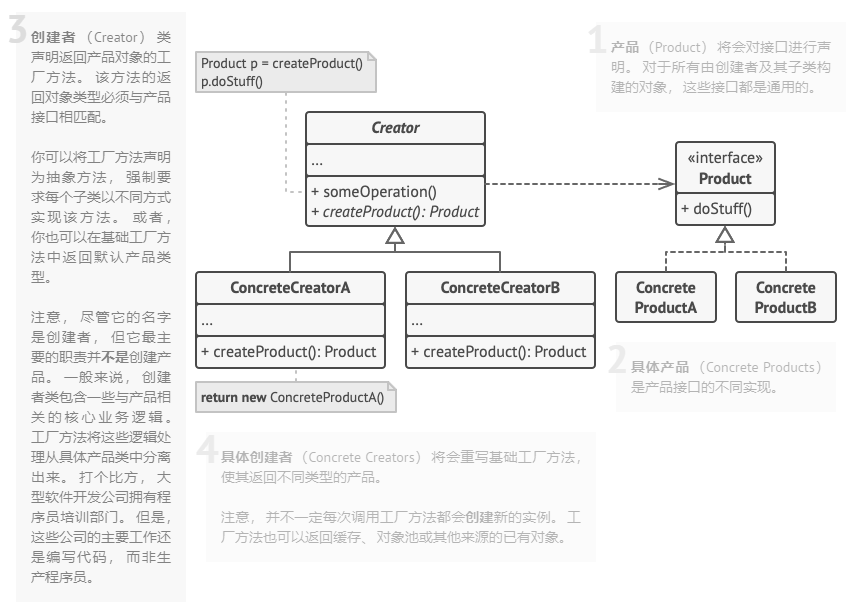 3
创建者 （Creator） 类
声明返回产品对象的工
厂方法。 该方法的返
回对象类型必须与产品
接口相匹配。
你可以将工厂方法声明
为抽象方法， 强制要
求每个子类以不同方式
实现该方法。 或者，
你也可以在基础工厂方
法中返回默认产品类
型。
注意， 尽管它的名字
是创建者， 但它最主
要的职责并不是创建产
品。 一般来说， 创建
者类包含一些与产品相
关的核心业务逻辑。
工厂方法将这些逻辑处
理从具体产品类中分离
出来。 打个比方， 大
型软件开发公司拥有程
序员培训部门。 但是，
这些公司的主要工作还
是编写代码， 而非生
产程序员。
Product p = createProduct()
p.doStuff()
Creator
...
+ someOperation()
+ createProduct(): Product
ConcreteCreatorA
...
+ createProduct(): Product
return new ConcreteProductA()
ConcreteCreatorB
...
+ createProduct(): Product
1
产品 （Product） 将会对接口进行声
明。 对于所有由创建者及其子类构
建的对象， 这些接口都是通用的。
«interface»
Product
+ doStuff()
Concrete
ProductA
Concrete
ProductB
2
具体产品 （Concrete Products）
是产品接口的不同实现。
4
具体创建者 （Concrete Creators） 将会重写基础工厂方法，
使其返回不同类型的产品。
注意， 并不一定每次调用工厂方法都会创建新的实例。 工
厂方法也可以返回缓存、 对象池或其他来源的已有对象。